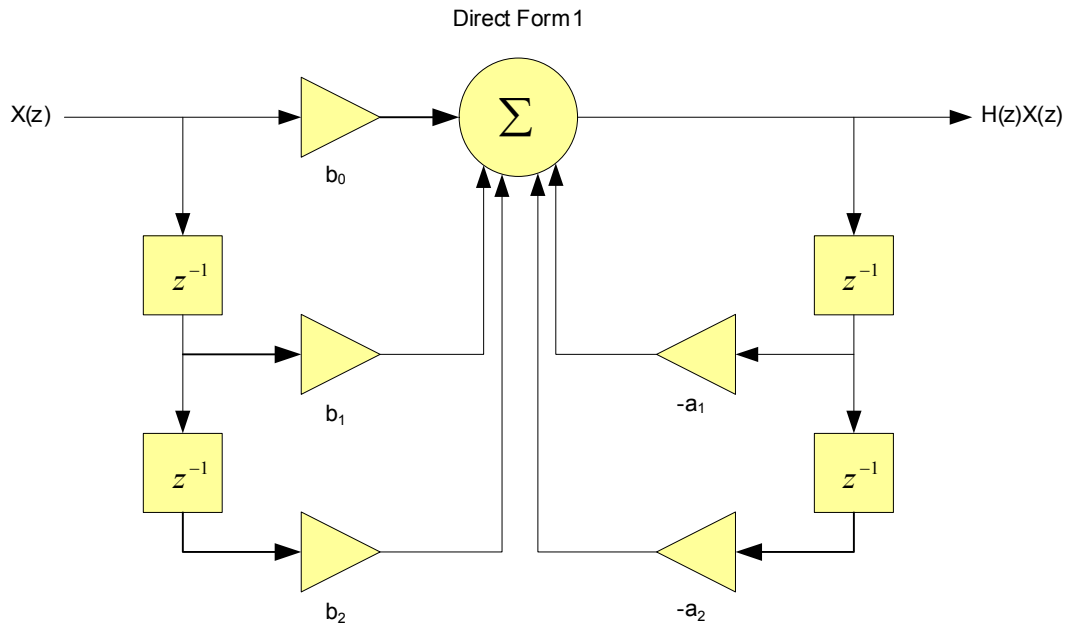 Direct Form 1
X(z)
∑
H(z)X(z)
b₀
z⁻¹
z⁻¹
b₁
-a₁
z⁻¹
z⁻¹
b₂
-a₂